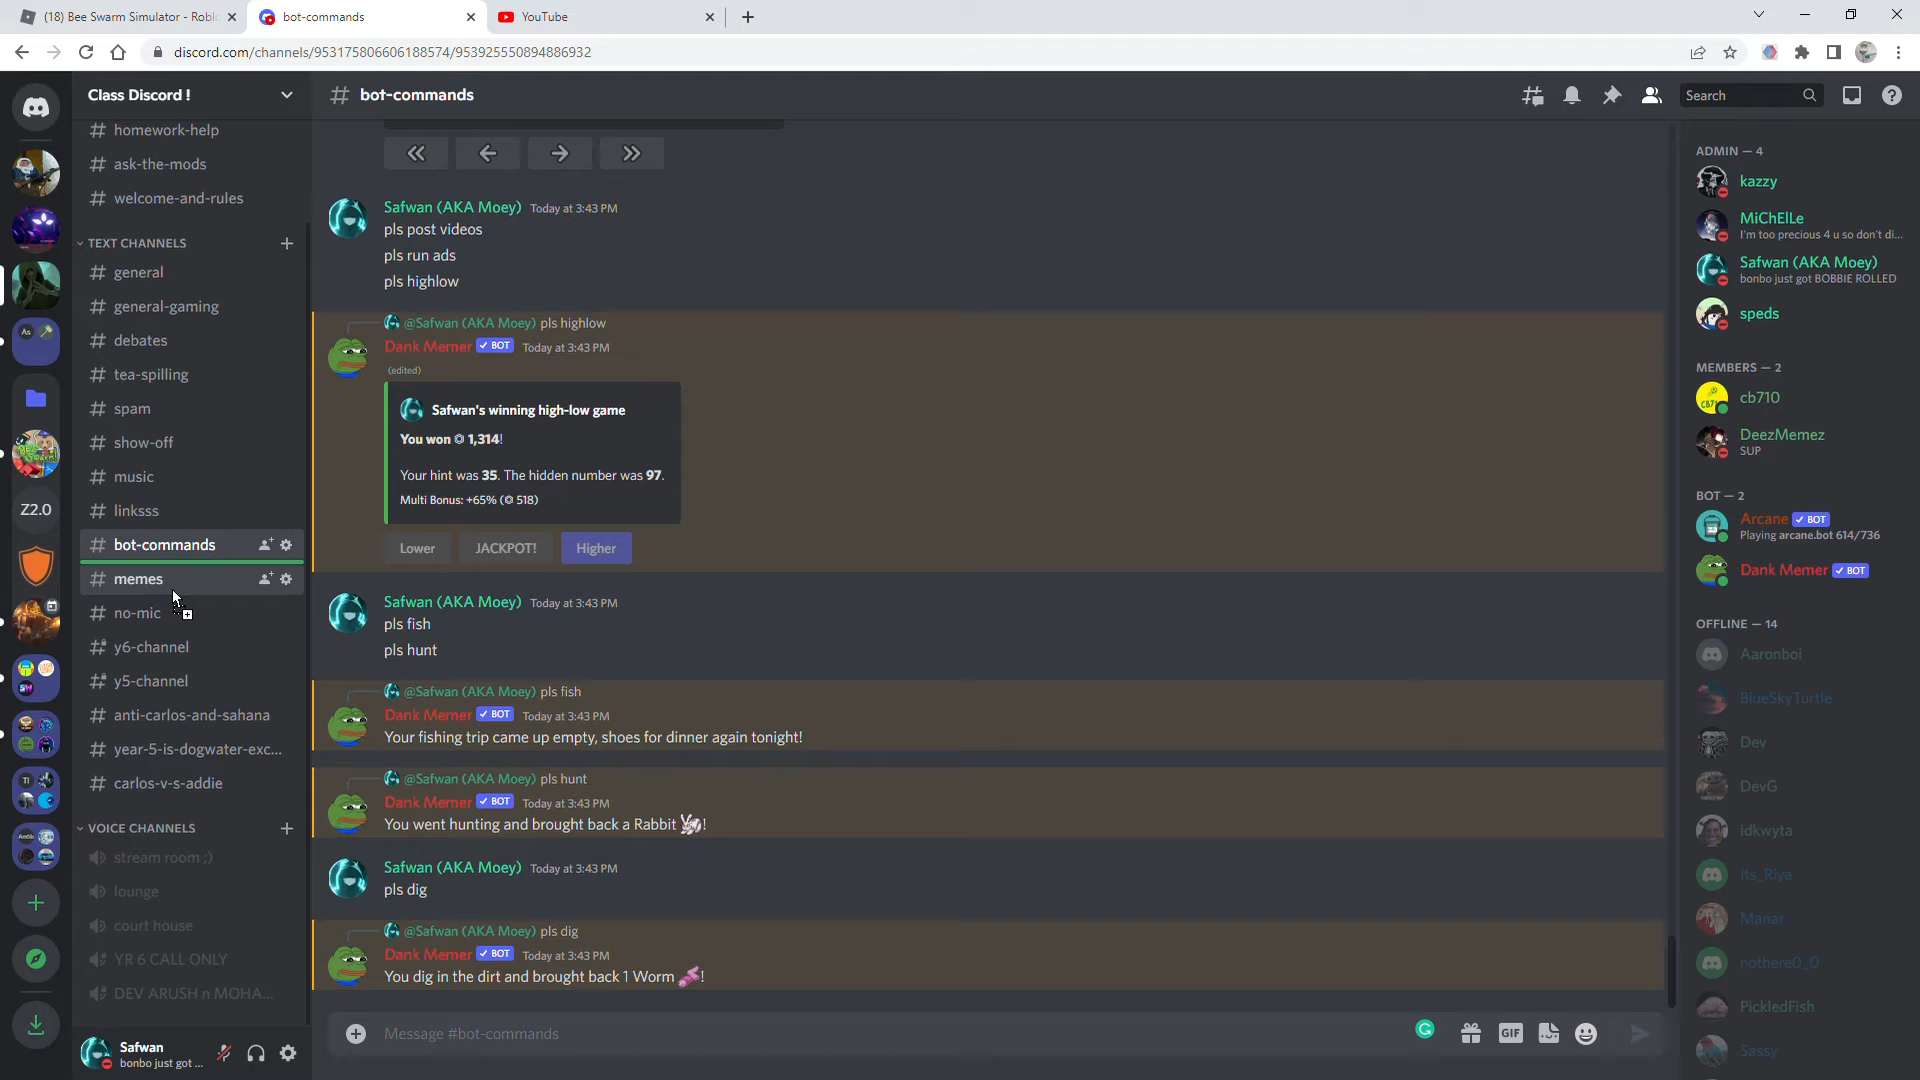 (18) Bee Swarm Simulator - Robl
bot-commands
YouTube
discord.com/channels/953175806606188574/953925550894886932
Class Discord !
homework-help
ask-the-mods
welcome-and-rules
TEXT CHANNELS
general
general-gaming
debates
tea-spilling
spam
show-off
music
linksss
bot-commands
memes
no-mic
y6-channel
y5-channel
anti-carlos-and-sahana
year-5-is-dogwater-exc...
carlos-v-s-addie
VOICE CHANNELS
stream room ;)
lounge
court house
YR 6 CALL ONLY
DEV ARUSH n MOHA...
Z2.0
As
Safwan
bonbo just got ...
bot-commands
Search
Safwan (AKA Moey) Today at 3:43 PM
pls post videos
pls run ads
pls highlow
@Safwan (AKA Moey) pls highlow
Dank Memer BOT Today at 3:43 PM
(edited)
Safwan's winning high-low game
You won 1,314!
Your hint was 35. The hidden number was 97.
Multi Bonus: +65% (518)
Lower JACKPOT! Higher
Safwan (AKA Moey) Today at 3:43 PM
pls fish
pls hunt
@Safwan (AKA Moey) pls fish
Dank Memer BOT Today at 3:43 PM
Your fishing trip came up empty, shoes for dinner again tonight!
@Safwan (AKA Moey) pls hunt
Dank Memer BOT Today at 3:43 PM
You went hunting and brought back a Rabbit !
Safwan (AKA Moey) Today at 3:43 PM
pls dig
@Safwan (AKA Moey) pls dig
Dank Memer BOT Today at 3:43 PM
You dig in the dirt and brought back 1 Worm !
Message #bot-commands
GIF
ADMIN — 4
kazzy
MiChElLe
I'm too precious 4 u so don't di...
Safwan (AKA Moey)
bonbo just got BOBBIE ROLLED
speds
MEMBERS — 2
cb710
DeezMemez
SUP
BOT — 2
Arcane BOT
Playing arcane.bot 614/736
Dank Memer BOT
OFFLINE — 14
Aaronboi
BlueSkyTurtle
Dev
DevG
idkwyta
Its_Riya
Manar
nothere0_0
PickledFish
Sassy